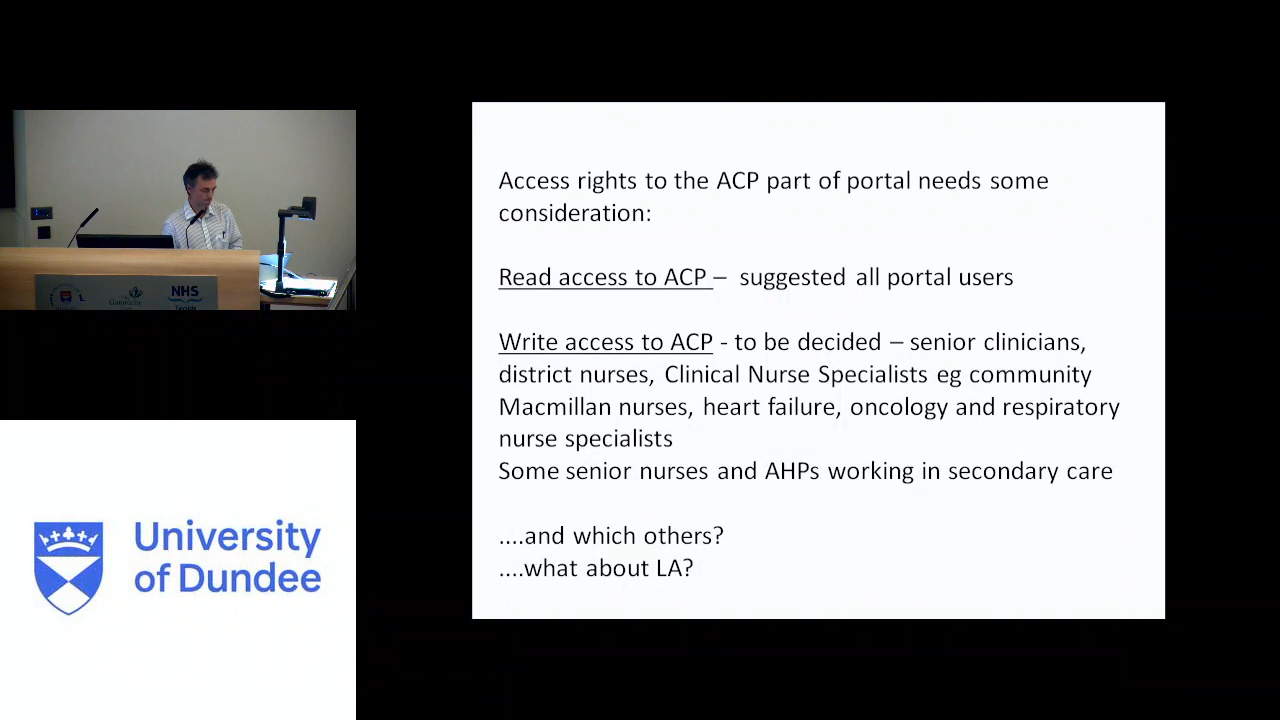 Access rights to the ACP part of portal needs some
consideration:
Read access to ACP – suggested all portal users
Write access to ACP - to be decided – senior clinicians,
district nurses, Clinical Nurse Specialists eg community
Macmillan nurses, heart failure, oncology and respiratory
nurse specialists
Some senior nurses and AHPs working in secondary care
....and which others?
....what about LA?
NHS
University
of Dundee